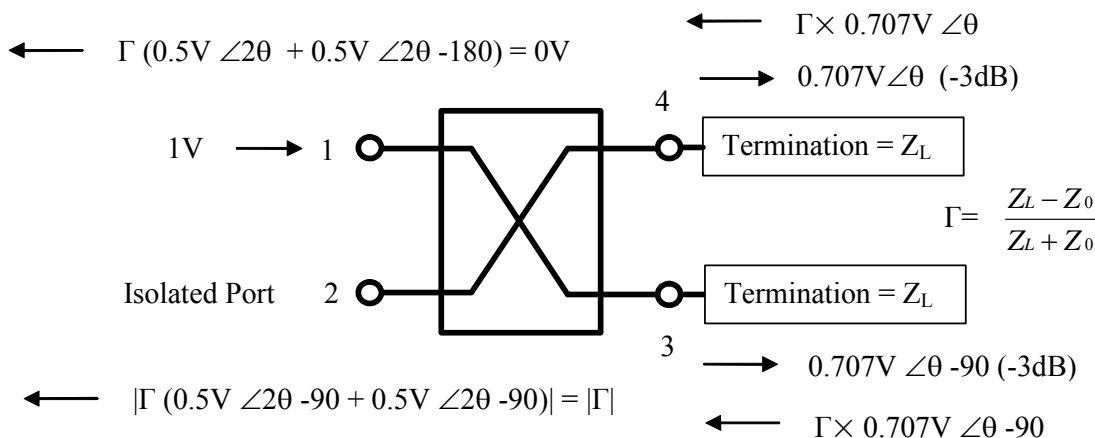 Γ× 0.707V ∠θ
Γ (0.5V ∠2θ + 0.5V ∠2θ -180) = 0V
0.707V∠θ (-3dB)
4
1V
1
Termination = Z_L
Γ= (Z_L − Z_0)/(Z_L + Z_0)
Isolated Port
2
Termination = Z_L
3
0.707V ∠θ -90 (-3dB)
|Γ (0.5V ∠2θ -90 + 0.5V ∠2θ -90)| = |Γ|
Γ× 0.707V ∠θ -90